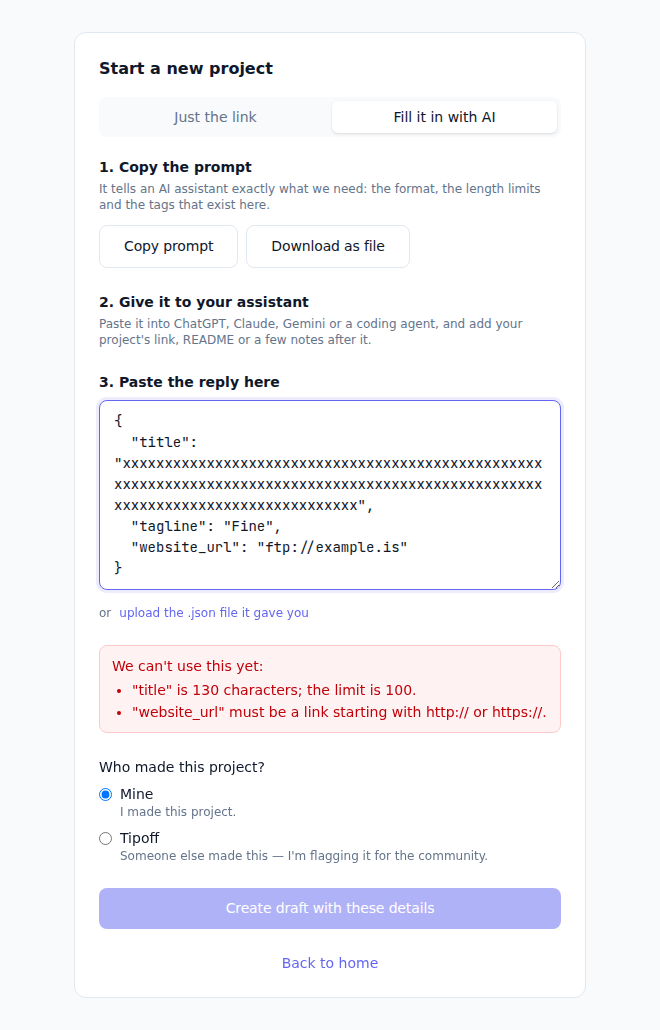 Start a new project
Just the link
Fill it in with AI
1. Copy the prompt
It tells an AI assistant exactly what we need: the format, the length limits
and the tags that exist here.
Copy prompt
Download as file
2. Give it to your assistant
Paste it into ChatGPT, Claude, Gemini or a coding agent, and add your
project's link, README or a few notes after it.
3. Paste the reply here
{
"title":
"xxxxxxxxxxxxxxxxxxxxxxxxxxxxxxxxxxxxxxxxxxxxxxxxxx
xxxxxxxxxxxxxxxxxxxxxxxxxxxxxxxxxxxxxxxxxxxxxxxxxxx
xxxxxxxxxxxxxxxxxxxxxxxxxxxxx",
"tagline": "Fine",
"website_url": "ftp://example.is"
}
or upload the .json file it gave you
We can't use this yet:
• "title" is 130 characters; the limit is 100.
• "website_url" must be a link starting with http:// or https://.
Who made this project?
Mine
I made this project.
Tipoff
Someone else made this — I'm flagging it for the community.
Create draft with these details
Back to home